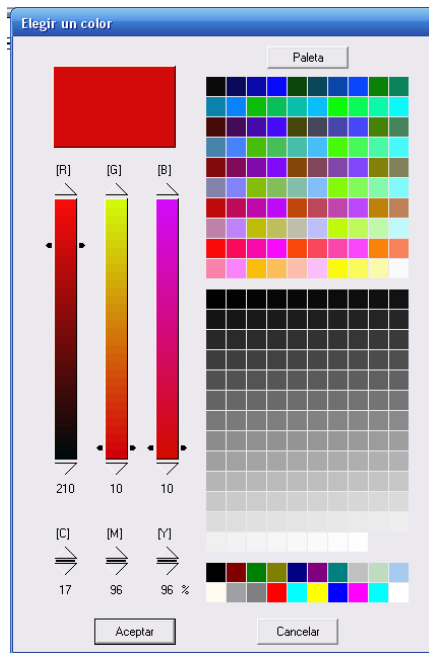 Elegir un color
Paleta
[R] [G] [B]
210 10 10
[C] [M] [Y]
17 96 96 %
Aceptar Cancelar